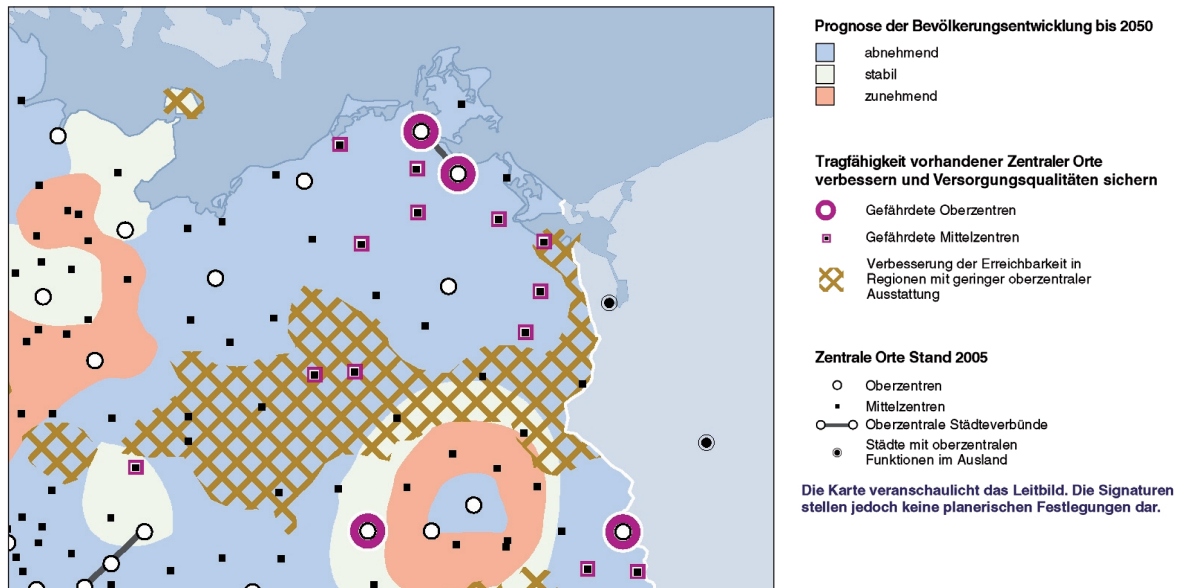 Prognose der Bevölkerungsentwicklung bis 2050
abnehmend
stabil
zunehmend
Tragfähigkeit vorhandener Zentraler Orte
verbessern und Versorgungsqualitäten sichern
Gefährdete Oberzentren
Gefährdete Mittelzentren
Verbesserung der Erreichbarkeit in
Regionen mit geringer oberzentraler
Ausstattung
Zentrale Orte Stand 2005
Oberzentren
Mittelzentren
Oberzentrale Städteverbünde
Städte mit oberzentralen
Funktionen im Ausland
Die Karte veranschaulicht das Leitbild. Die Signaturen
stellen jedoch keine planerischen Festlegungen dar.